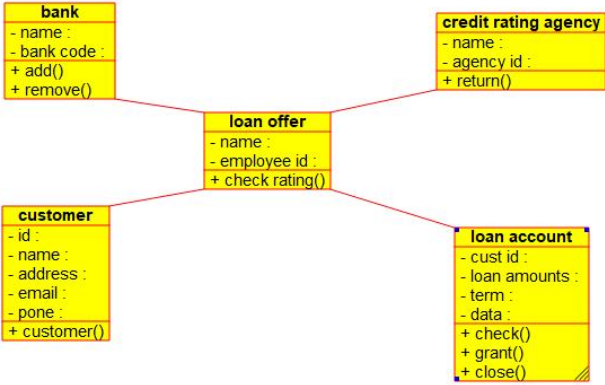 bank
- name :
- bank code :
+ add()
+ remove()
credit rating agency
- name :
- agency id :
+ return()
loan offer
- name :
- employee id :
+ check rating()
customer
- id :
- name :
- address :
- email :
- pone :
+ customer()
loan account
- cust id :
- loan amounts :
- term :
- data :
+ check()
+ grant()
+ close()